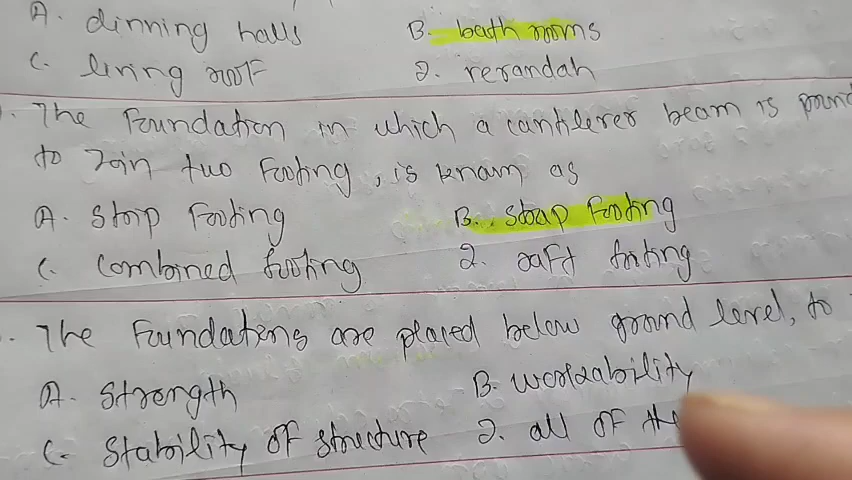 A. dinning halls B. bath rooms
C. living roof D. verandah
. The Foundation in which a cantilever beam is
to Join two Footing, is knam as
A. Strip Footing B. strap Footing
C. Combined footing D. raft footing
. The Foundations are placed below ground level, to
A. Strength B. workability
C. Stability OF structure D. all OF the